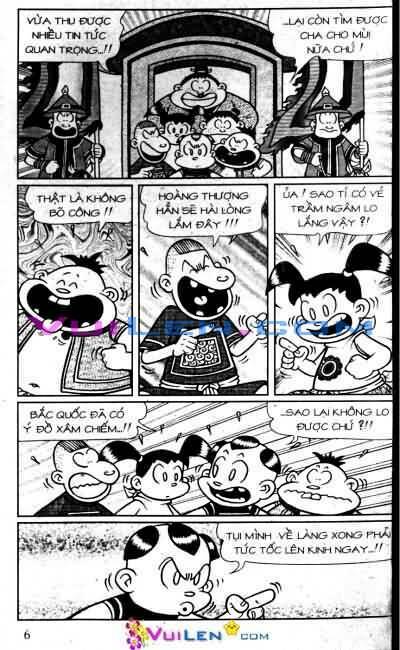 VỪA THU ĐƯỢC
NHIỀU TIN TỨC
QUAN TRỌNG...!!
...LẠI CÒN TÌM ĐƯỢC
CHA CHO MÙI
NỮA CHỨ !
THẬT LÀ KHÔNG
BÕ CÔNG !!
HOÀNG THƯỢNG
HẲN SẼ HÀI LÒNG
LẮM ĐÂY !!!
ỦA ! SAO TỈ CÓ VẺ
TRẦM NGÂM LO
LẮNG VẬY ?!
VUILEN.COM
BẮC QUỐC ĐÃ CÓ
Ý ĐỒ XÂM CHIẾM...!!
...SAO LẠI KHÔNG LO
ĐƯỢC CHỨ ?!!
TỤI MÌNH VỀ LÀNG XONG PHẢI
TỨC TỐC LÊN KINH NGAY...!!
6
VUILEN.COM